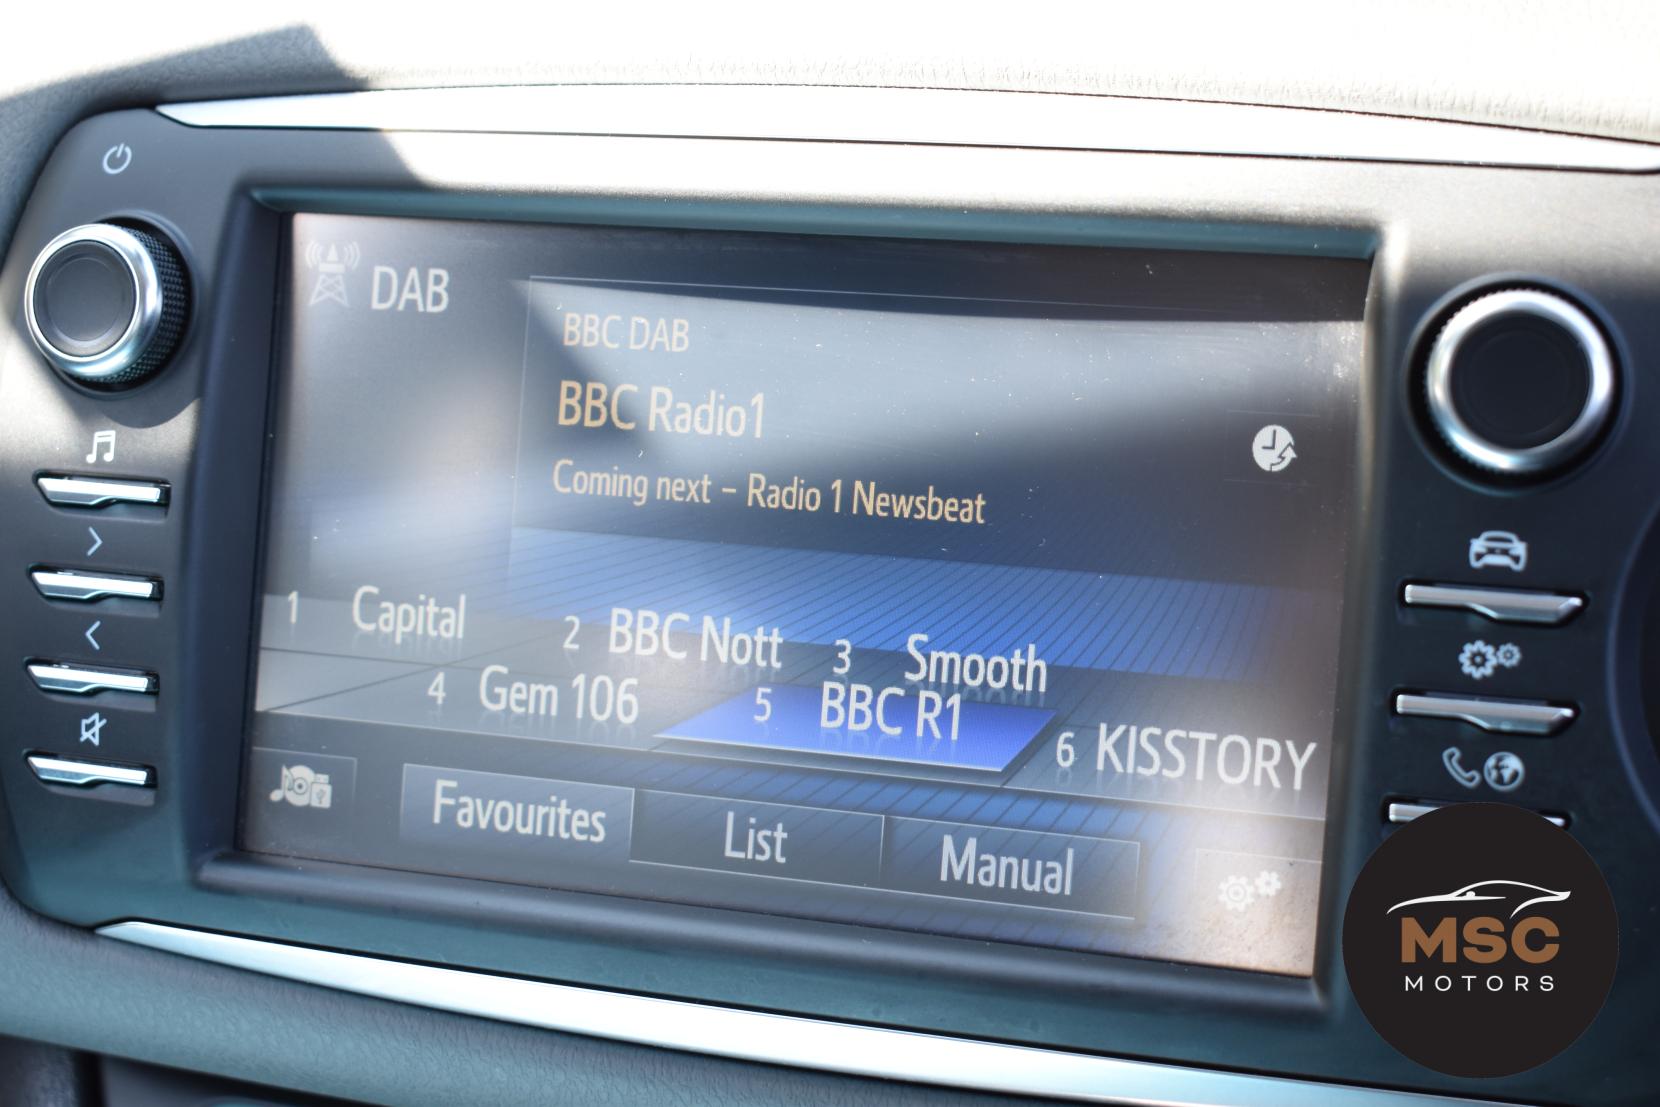 DAB
BBC DAB
BBC Radio1
Coming next – Radio 1 Newsbeat
1 Capital
2 BBC Nott
3 Smooth
4 Gem 106
5 BBC R1
6 KISSTORY
Favourites
List
Manual
MSC
MOTORS